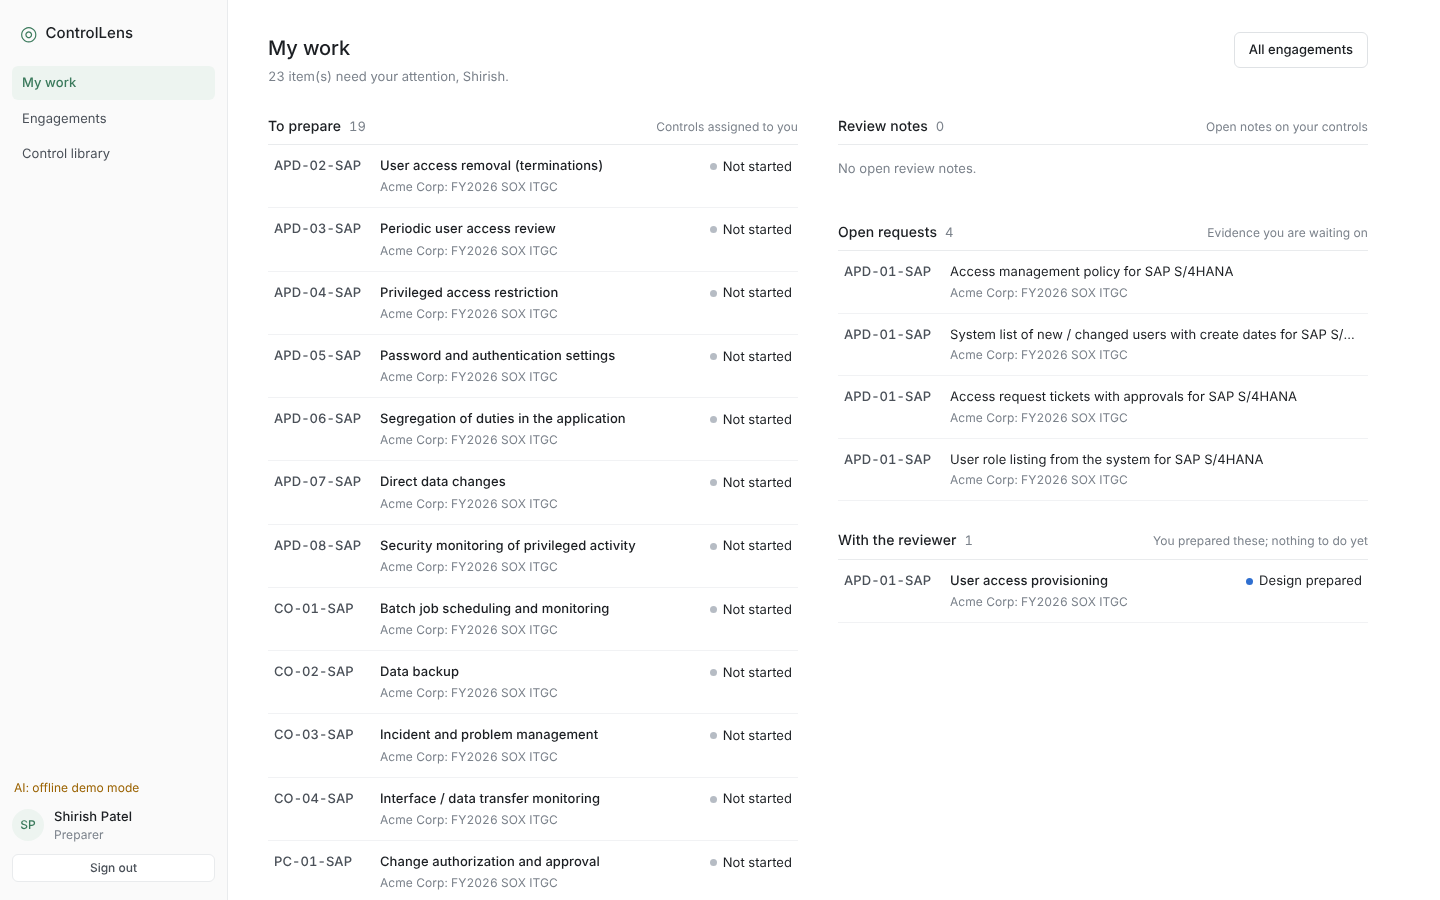 ControlLens
My work
Engagements
Control library
AI: offline demo mode
SP
Shirish Patel
Preparer
Sign out
My work
23 item(s) need your attention, Shirish.
All engagements
To prepare 19 Controls assigned to you
APD-02-SAP User access removal (terminations) Not started
Acme Corp: FY2026 SOX ITGC
APD-03-SAP Periodic user access review Not started
Acme Corp: FY2026 SOX ITGC
APD-04-SAP Privileged access restriction Not started
Acme Corp: FY2026 SOX ITGC
APD-05-SAP Password and authentication settings Not started
Acme Corp: FY2026 SOX ITGC
APD-06-SAP Segregation of duties in the application Not started
Acme Corp: FY2026 SOX ITGC
APD-07-SAP Direct data changes Not started
Acme Corp: FY2026 SOX ITGC
APD-08-SAP Security monitoring of privileged activity Not started
Acme Corp: FY2026 SOX ITGC
CO-01-SAP Batch job scheduling and monitoring Not started
Acme Corp: FY2026 SOX ITGC
CO-02-SAP Data backup Not started
Acme Corp: FY2026 SOX ITGC
CO-03-SAP Incident and problem management Not started
Acme Corp: FY2026 SOX ITGC
CO-04-SAP Interface / data transfer monitoring Not started
Acme Corp: FY2026 SOX ITGC
PC-01-SAP Change authorization and approval Not started
Acme Corp: FY2026 SOX ITGC
Review notes 0 Open notes on your controls
No open review notes.
Open requests 4 Evidence you are waiting on
APD-01-SAP Access management policy for SAP S/4HANA
Acme Corp: FY2026 SOX ITGC
APD-01-SAP System list of new / changed users with create dates for SAP S/...
Acme Corp: FY2026 SOX ITGC
APD-01-SAP Access request tickets with approvals for SAP S/4HANA
Acme Corp: FY2026 SOX ITGC
APD-01-SAP User role listing from the system for SAP S/4HANA
Acme Corp: FY2026 SOX ITGC
With the reviewer 1 You prepared these; nothing to do yet
APD-01-SAP User access provisioning Design prepared
Acme Corp: FY2026 SOX ITGC